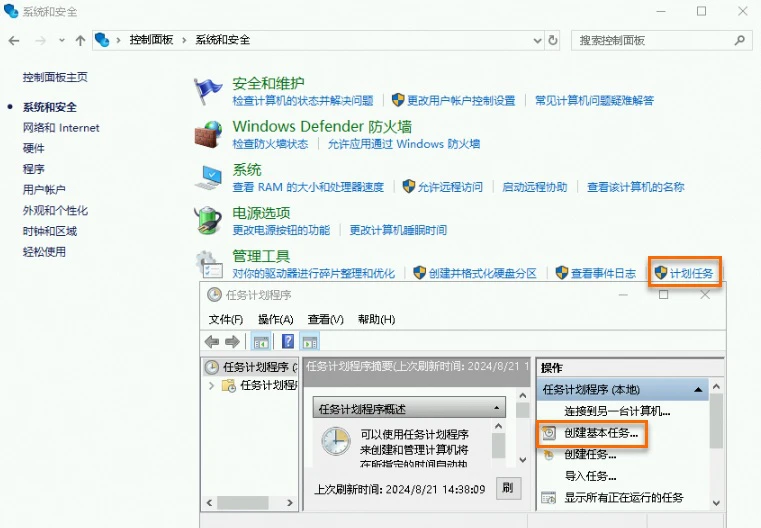 系统和安全
控制面板 系统和安全
搜索控制面板
控制面板主页
系统和安全
网络和 Internet
硬件
程序
用户帐户
外观和个性化
时钟和区域
轻松使用
安全和维护
检查计算机的状态并解决问题 更改用户帐户控制设置 常见计算机问题疑难解答
Windows Defender 防火墙
检查防火墙状态 允许应用通过 Windows 防火墙
系统
查看 RAM 的大小和处理器速度 允许远程访问 启动远程协助 查看该计算机的名称
电源选项
更改电源按钮的功能 更改计算机睡眠时间
管理工具
对你的驱动器进行碎片整理和优化 创建并格式化硬盘分区 查看事件日志 计划任务
任务计划程序
文件(F) 操作(A) 查看(V) 帮助(H)
任务计划程序 (
任务计划程序
任务计划程序摘要(上次刷新时间: 2024/8/21 1
任务计划程序概述
可以使用任务计划程序
来创建和管理计算机将
在所指定的时间自动执
上次刷新时间: 2024/8/21 14:38:09 刷
操作
任务计划程序 (本地)
连接到另一台计算机...
创建基本任务...
创建任务...
导入任务...
显示所有正在运行的任务